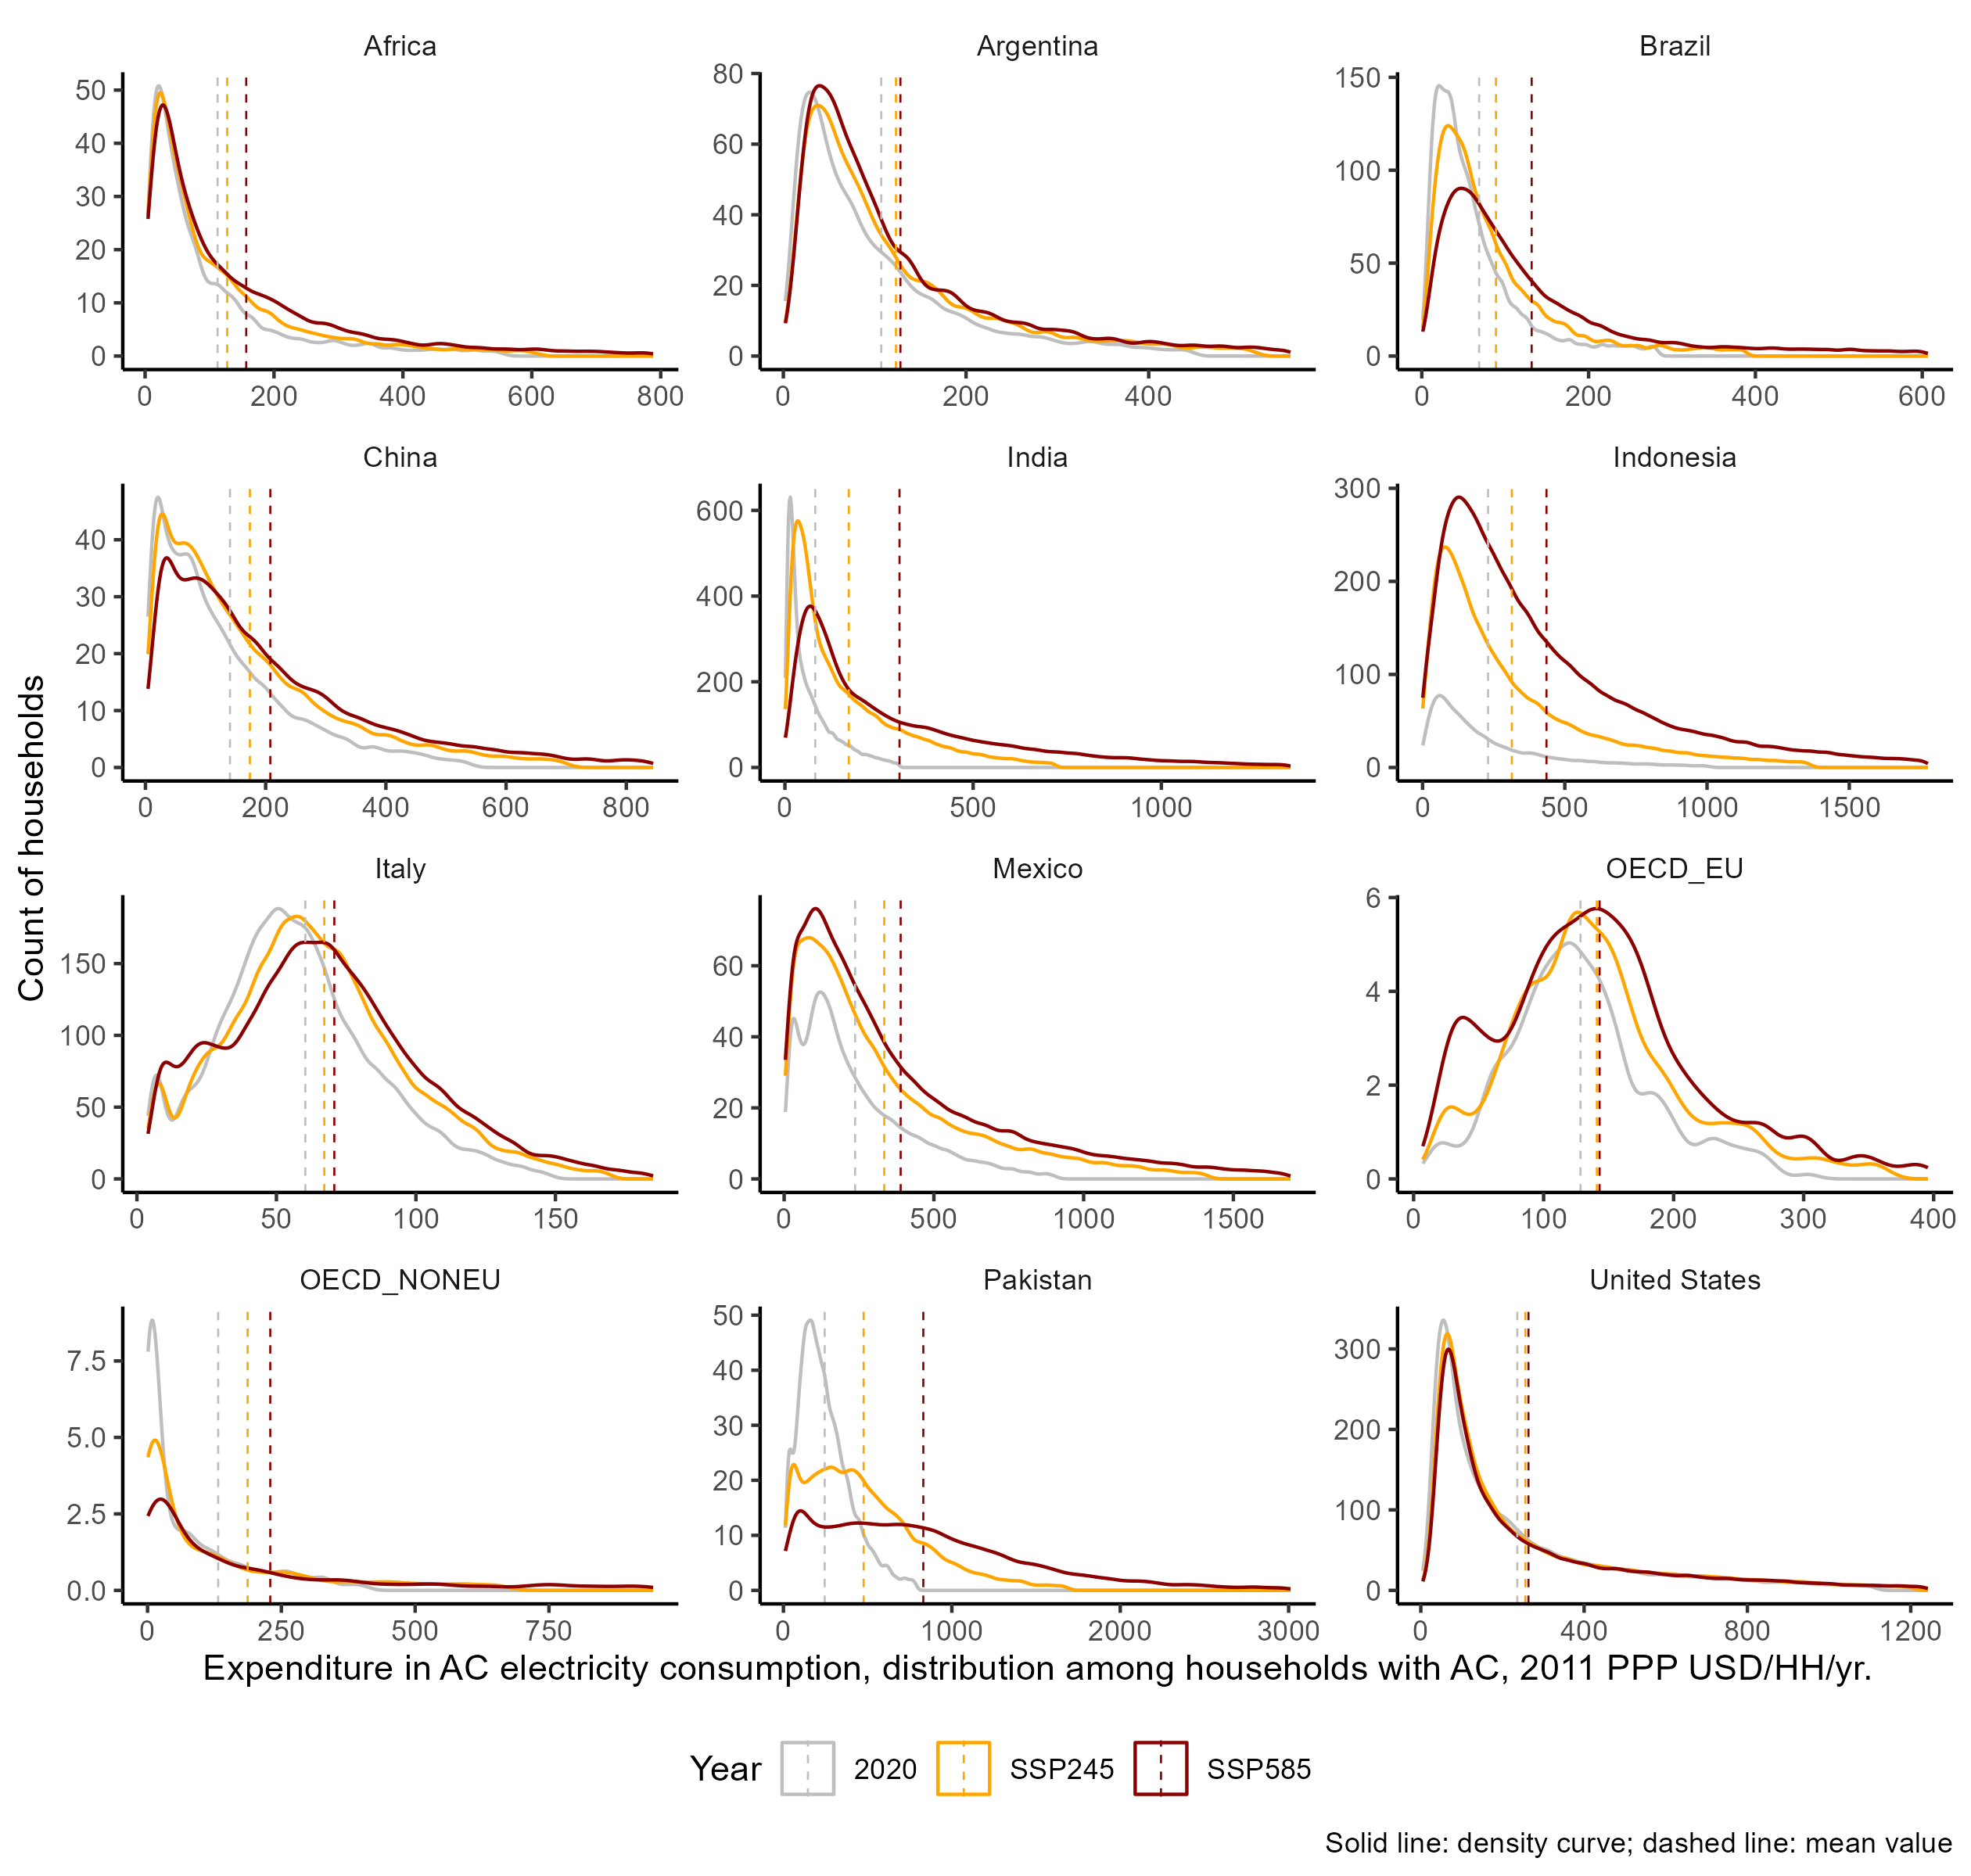 Africa
Argentina
Brazil
50
40
30
20
10
0
0 200 400 600 800
80
60
40
20
0
0 200 400
150
100
50
0
0 200 400 600
China
India
Indonesia
40
30
20
10
0
0 200 400 600 800
600
400
200
0
0 500 1000
300
200
100
0
0 500 1000 1500
Count of households
Italy
Mexico
OECD_EU
150
100
50
0
0 50 100 150
60
40
20
0
0 500 1000 1500
6
4
2
0
0 100 200 300 400
OECD_NONEU
Pakistan
United States
7.5
5.0
2.5
0.0
0 250 500 750
50
40
30
20
10
0
0 1000 2000 3000
300
200
100
0
0 400 800 1200
Expenditure in AC electricity consumption, distribution among households with AC, 2011 PPP USD/HH/yr.
Year 2020 SSP245 SSP585
Solid line: density curve; dashed line: mean value